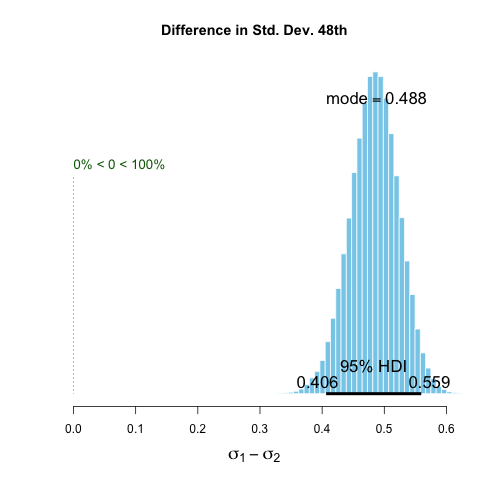 Difference in Std. Dev. 48th
mode = 0.488
0% < 0 < 100%
95% HDI
0.406 0.559
0.0 0.1 0.2 0.3 0.4 0.5 0.6
σ₁ – σ₂